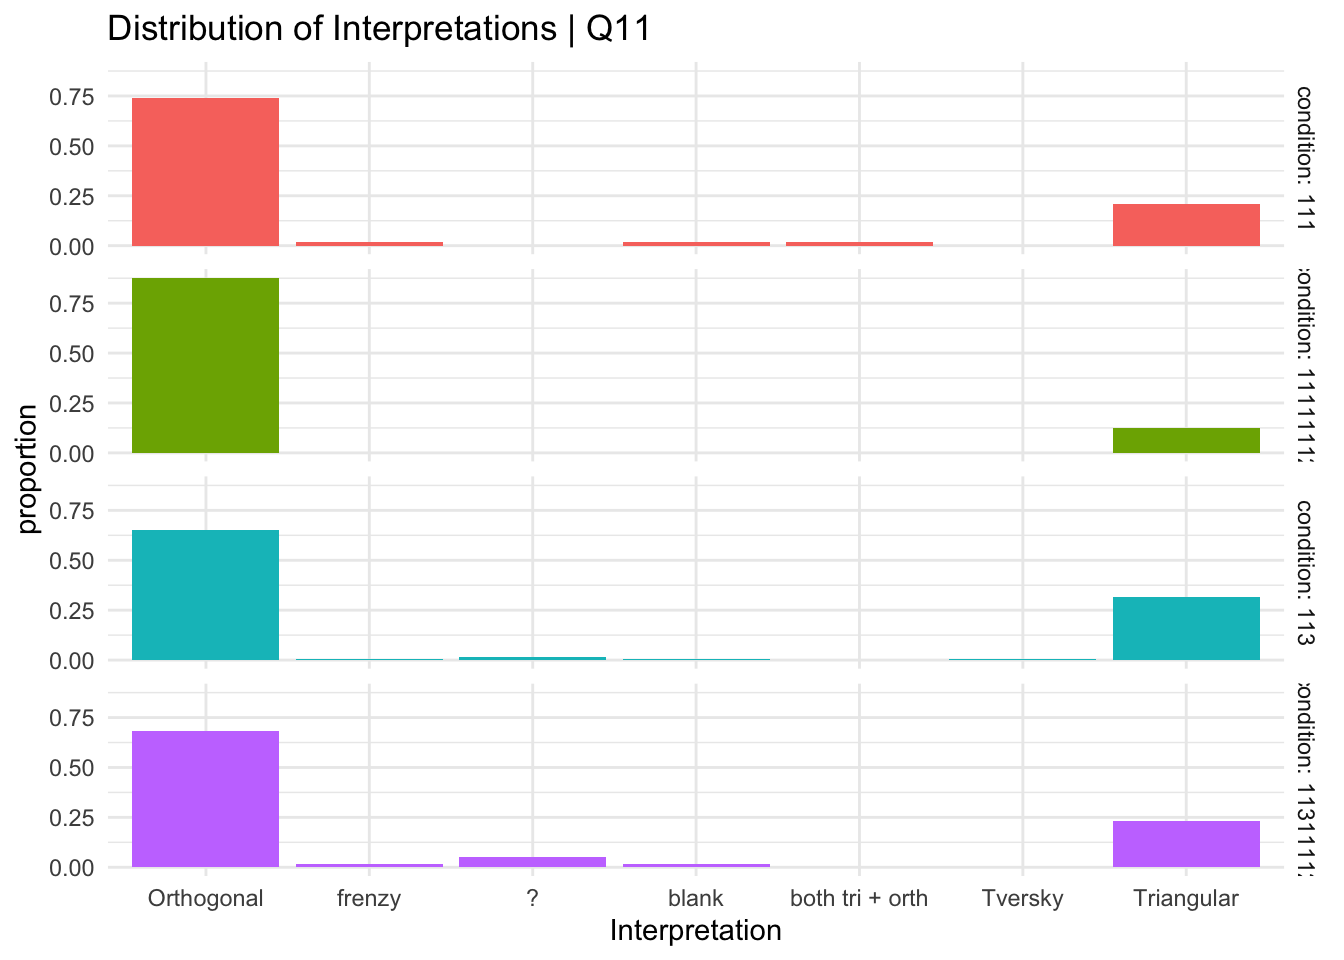 Distribution of Interpretations | Q11
0.75
0.50
0.25
0.00
condition: 111
0.75
0.50
0.25
0.00
0.75
0.50
0.25
0.00
condition: 113
0.75
0.50
0.25
0.00
proportion
Orthogonal frenzy ? blank both tri + orth Tversky Triangular
Interpretation